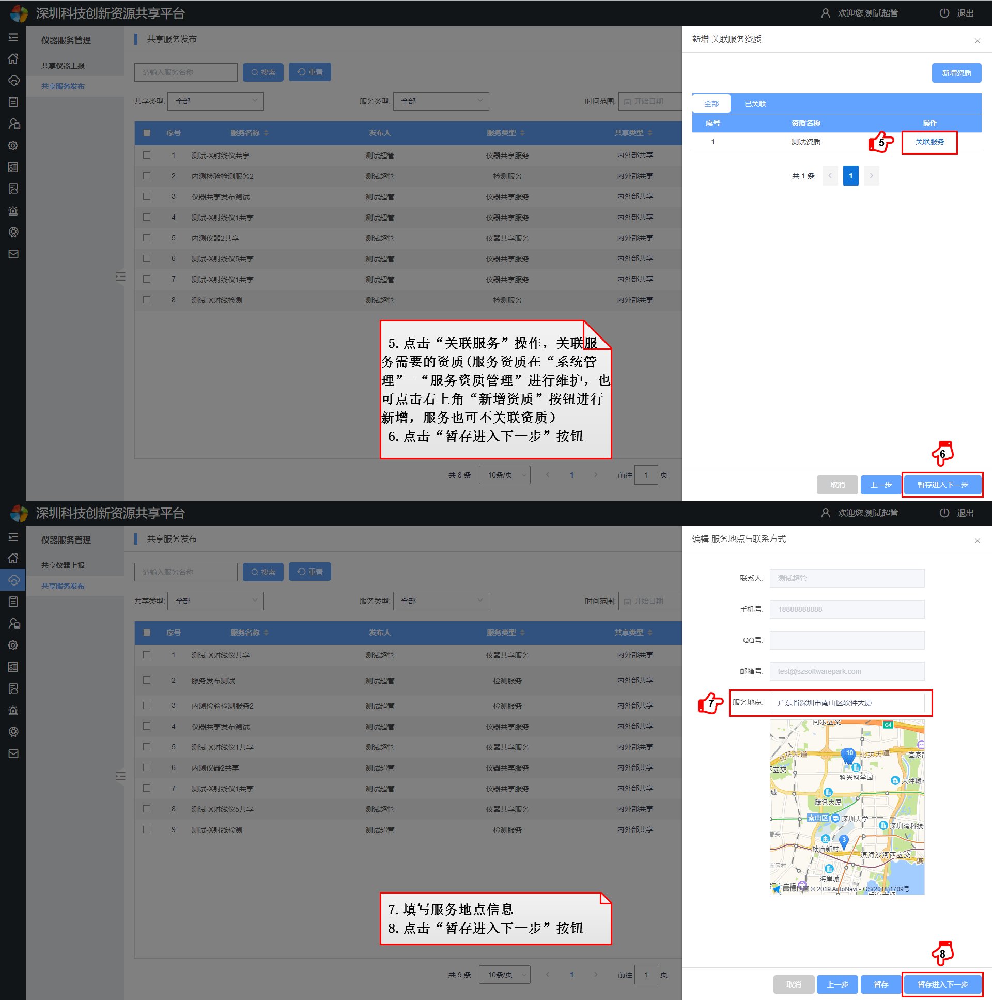 深圳科技创新资源共享平台
欢迎您,测试超管
退出
仪器服务管理
共享仪器上报
共享服务发布
共享服务发布
请输入服务名称
搜索
重置
共享类型: 全部
服务类型: 全部
时间范围: 开始日期
序号 服务名称 发布人 服务类型 共享类型
1 测试-X射线仪共享 测试超管 仪器共享服务 内外部共享
2 内测检验检测服务2 测试超管 检测服务 内外部共享
3 仪器共享发布测试 测试超管 仪器共享服务 内外部共享
4 测试-X射线仪1共享 测试超管 仪器共享服务 内外部共享
5 内测仪器2共享 测试超管 仪器共享服务 内外部共享
6 测试-X射线仪5共享 测试超管 仪器共享服务 内外部共享
7 测试-X射线仪1共享 测试超管 仪器共享服务 内外部共享
8 测试-X射线检测 测试超管 检测服务 内外部共享
5.点击“关联服务”操作，关联服
务需要的资质(服务资质在“系统管
理”-“服务资质管理”进行维护，也
可点击右上角“新增资质”按钮进行
新增，服务也可不关联资质）
6.点击“暂存进入下一步”按钮
共 8 条 10条/页 < 1 > 前往 1 页
新增-关联服务资质
新增资质
全部 已关联
序号 资质名称 操作
1 测试资质 5 关联服务
共 1 条 < 1 >
6
取消 上一步 暂存进入下一步
深圳科技创新资源共享平台
欢迎您,测试超管
退出
仪器服务管理
共享仪器上报
共享服务发布
共享服务发布
请输入服务名称
搜索
重置
共享类型: 全部
服务类型: 全部
时间范围: 开始日期
序号 服务名称 发布人 服务类型 共享类型
1 测试-X射线仪共享 测试超管 仪器共享服务 内外部共享
2 服务发布测试 测试超管 检测服务 内外部共享
3 内测检验检测服务2 测试超管 检测服务 内外部共享
4 仪器共享发布测试 测试超管 仪器共享服务 内外部共享
5 测试-X射线仪1共享 测试超管 仪器共享服务 内外部共享
6 内测仪器2共享 测试超管 仪器共享服务 内外部共享
7 测试-X射线仪1共享 测试超管 仪器共享服务 内外部共享
8 测试-X射线仪5共享 测试超管 仪器共享服务 内外部共享
9 测试-X射线检测 测试超管 检测服务 内外部共享
7.填写服务地点信息
8.点击“暂存进入下一步”按钮
共 9 条 10条/页 < 1 > 前往 1 页
编辑-服务地点与联系方式
联系人: 测试超管
手机号: 18888888888
QQ号:
邮箱号: test@szsoftwarepark.com
7 服务地点: 广东省深圳市南山区软件大厦
同乐立交
G4
10
北环大道
北环大道
宜家
立交
科兴科学园
大冲城市
城
腾讯大厦
南山区
深圳大学
深圳湾科技
巷头
3
桂庙新村
滨海沙河西立交
滨
南园村
海岸城
广场
高德地图 © 2019 AutoNavi - GS(2018)1709号
8
取消 上一步 暂存 暂存进入下一步